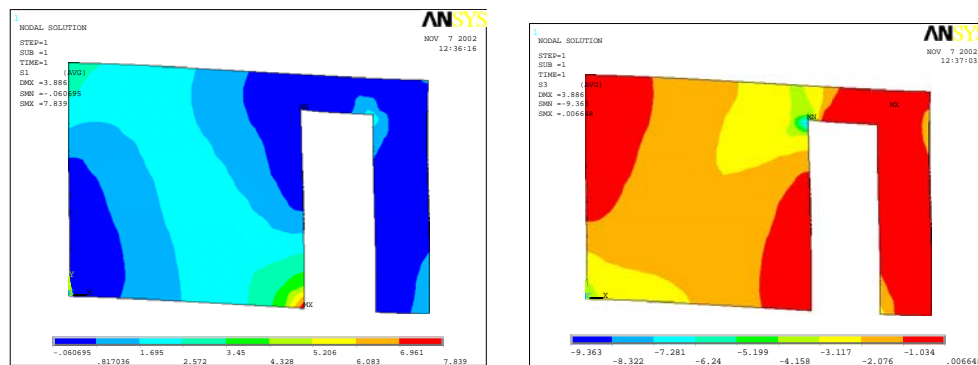 1
ANSYS
NODAL SOLUTION
NOV 7 2002
12:36:16
STEP=1
SUB =1
TIME=1
S1 (AVG)
DMX =3.886
SMN =-.060695
SMX =7.839
MX
Y
X
-.060695 1.695 3.45 5.206 6.961
.817036 2.572 4.328 6.083 7.839
1
ANSYS
NODAL SOLUTION
NOV 7 2002
12:37:03
STEP=1
SUB =1
TIME=1
S3 (AVG)
DMX =3.886
SMN =-9.363
SMX =.006648
MX
MN
X
-9.363 -7.281 -5.199 -3.117 -1.034
-8.322 -6.24 -4.158 -2.076 .006648